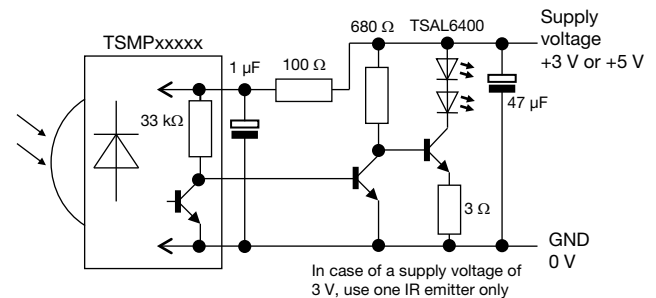 TSMPxxxxx
680 Ω
TSAL6400
Supply
voltage
+3 V or +5 V
1 µF
100 Ω
47 µF
33 kΩ
3 Ω
GND
0 V
In case of a supply voltage of
3 V, use one IR emitter only